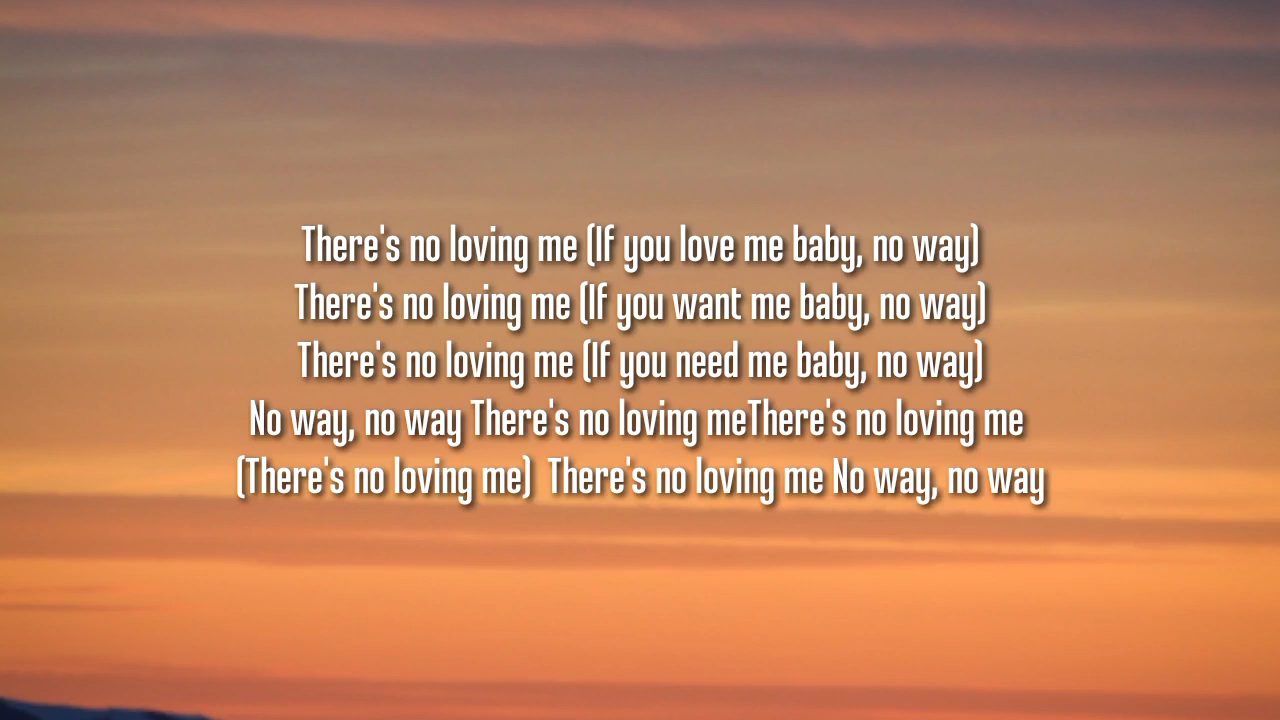 There's no loving me (If you love me baby, no way)
There's no loving me (If you want me baby, no way)
There's no loving me (If you need me baby, no way)
No way, no way There's no loving meThere's no loving me
(There's no loving me)  There's no loving me No way, no way